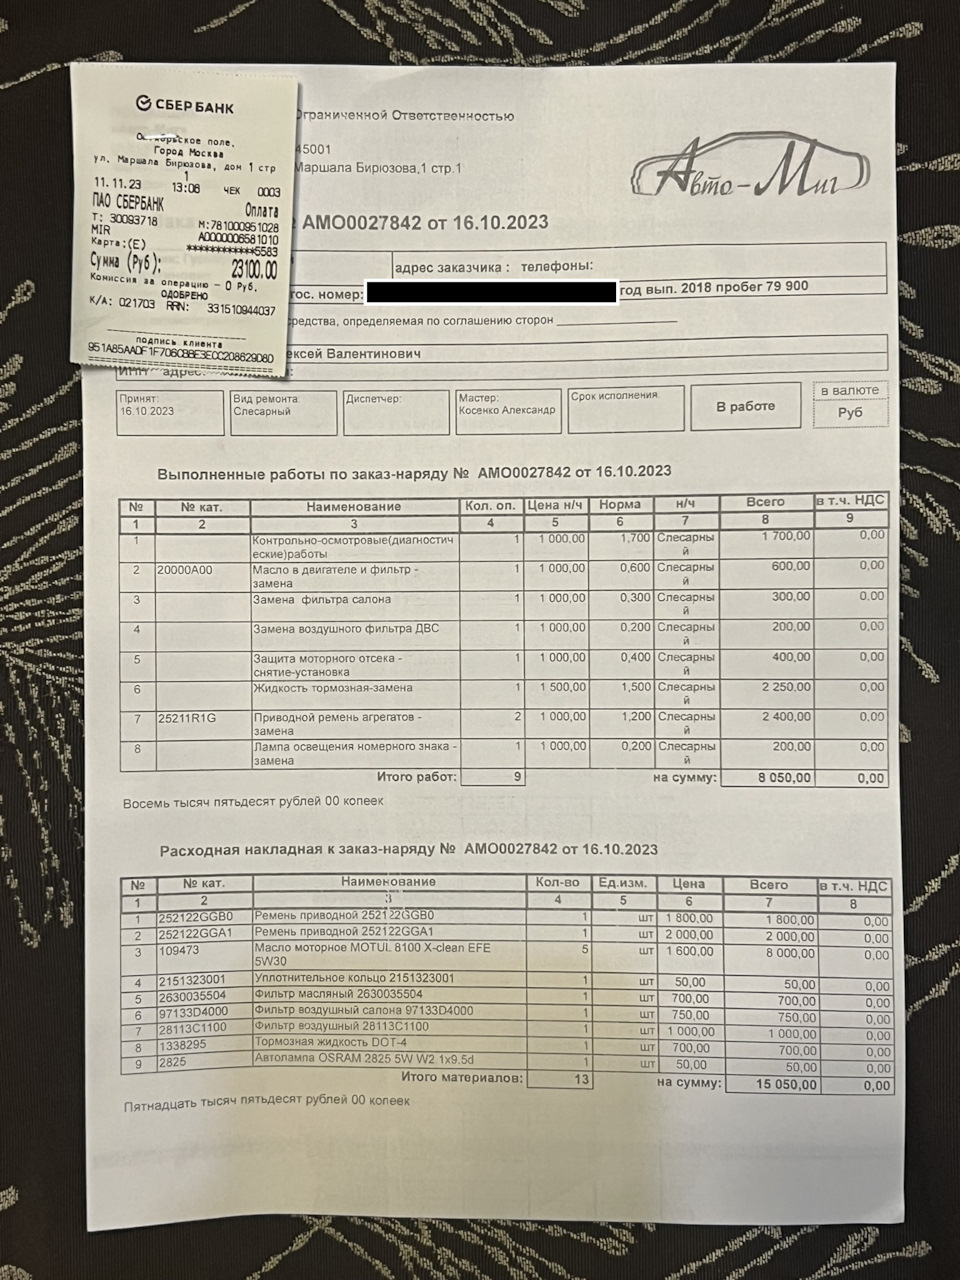 СБЕР БАНК
Октябрьское поле,
Город Москва
ул. Маршала Бирюзова, дом 1 стр
1
11.11.23 13:08 ЧЕК 0003
ПАО СБЕРБАНК Оплата
Т: 30093718 М:781000951028
MIR A0000006581010
Карта:(E) ************5583
Сумма (Руб): 23100.00
Комиссия за операцию - 0 Руб.
ОДОБРЕНО
К/А: 021703 RRN: 331510944037
подпись клиента
951A85AADF1F706CBBE3ECC208629D8D
Ограниченной Ответственностью
45001
Маршала Бирюзова,1 стр.1
Авто-Миг
АМО0027842 от 16.10.2023
адрес заказчика : телефоны:
гос. номер: год вып. 2018 пробег 79 900
средства, определяемая по соглашению сторон
ексей Валентинович
ИНН адрес:
Принят: 16.10.2023
Вид ремонта Слесарный
Диспетчер:
Мастер: Косенко Александр
Срок исполнения
В работе
в валюте
Руб
Выполненные работы по заказ-наряду № АМО0027842 от 16.10.2023
№ № кат. Наименование Кол. оп. Цена н/ч Норма н/ч Всего в т.ч. НДС
1 2 3 4 5 6 7 8 9
1 Контрольно-осмотровые(диагностич 1 1 000,00 1,700 Слесарны 1 700,00 0,00
еские)работы й
2 20000A00 Масло в двигателе и фильтр - 1 1 000,00 0,600 Слесарны 600,00 0,00
замена й
3 Замена фильтра салона 1 1 000,00 0,300 Слесарны 300,00 0,00
й
4 Замена воздушного фильтра ДВС 1 1 000,00 0,200 Слесарны 200,00 0,00
й
5 Защита моторного отсека - 1 1 000,00 0,400 Слесарны 400,00 0,00
снятие-установка й
6 Жидкость тормозная-замена 1 1 500,00 1,500 Слесарны 2 250,00 0,00
й
7 25211R1G Приводной ремень агрегатов - 2 1 000,00 1,200 Слесарны 2 400,00 0,00
замена й
8 Лампа освещения номерного знака - 1 1 000,00 0,200 Слесарны 200,00 0,00
замена й
Итого работ: 9 на сумму: 8 050,00 0,00
Восемь тысяч пятьдесят рублей 00 копеек
Расходная накладная к заказ-наряду № АМО0027842 от 16.10.2023
№ № кат. Наименование Кол-во Ед.изм. Цена Всего в т.ч. НДС
1 2 3 4 5 6 7 8
1 252122GGB0 Ремень приводной 252122GGB0 1 шт 1 800,00 1 800,00 0,00
2 252122GGA1 Ремень приводной 252122GGA1 1 шт 2 000,00 2 000,00 0,00
3 109473 Масло моторное MOTUL 8100 X-clean EFE 5 шт 1 600,00 8 000,00 0,00
5W30
4 2151323001 Уплотнительное кольцо 2151323001 1 шт 50,00 50,00 0,00
5 2630035504 Фильтр масляный 2630035504 1 шт 700,00 700,00 0,00
6 97133D4000 Фильтр воздушный салона 97133D4000 1 шт 750,00 750,00 0,00
7 28113C1100 Фильтр воздушный 28113C1100 1 шт 1 000,00 1 000,00 0,00
8 1338295 Тормозная жидкость DOT-4 1 шт 700,00 700,00 0,00
9 2825 Автолампа OSRAM 2825 5W W2 1x9.5d 1 шт 50,00 50,00 0,00
Итого материалов: 13 на сумму: 15 050,00 0,00
Пятнадцать тысяч пятьдесят рублей 00 копеек